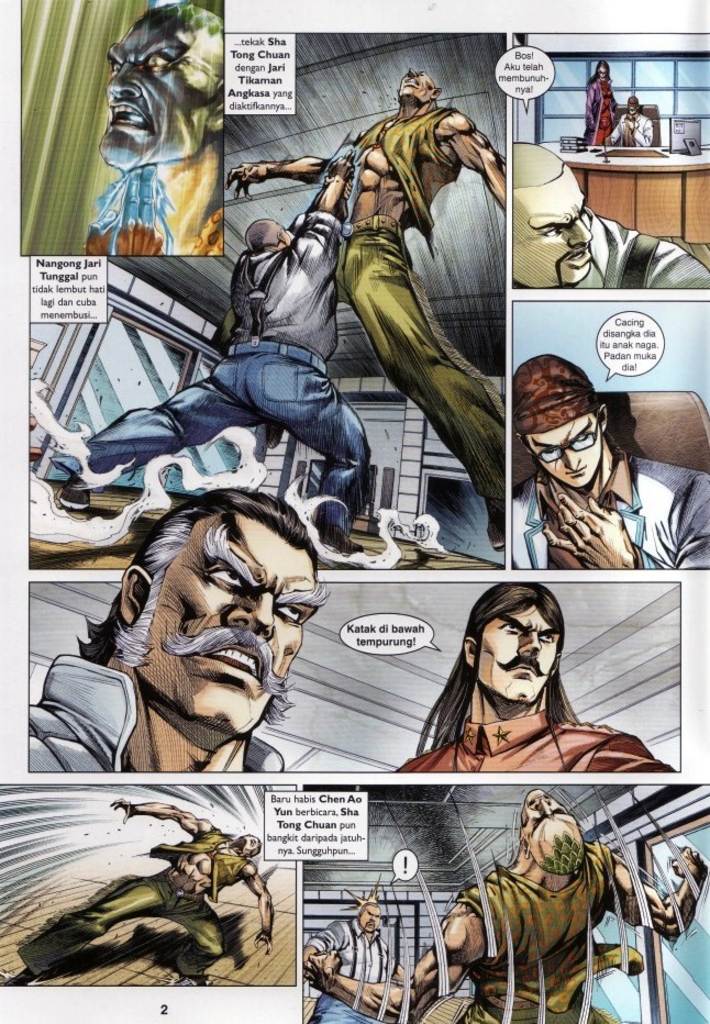 ...tekak Sha
Tong Chuan
dengan Jari
Tikaman
Angkasa yang
diaktifkannya...
Nangong Jari
Tunggal pun
tidak lembut hati
lagi dan cuba
menembusi...
Bos!
Aku telah
membunuh-
nya!
Cacing
disangka dia
itu anak naga.
Padan muka
dia!
Katak di bawah
tempurung!
Baru habis Chen Ao
Yun berbicara, Sha
Tong Chuan pun
bangkit daripada jatuh-
nya. Sungguhpun...
!
2